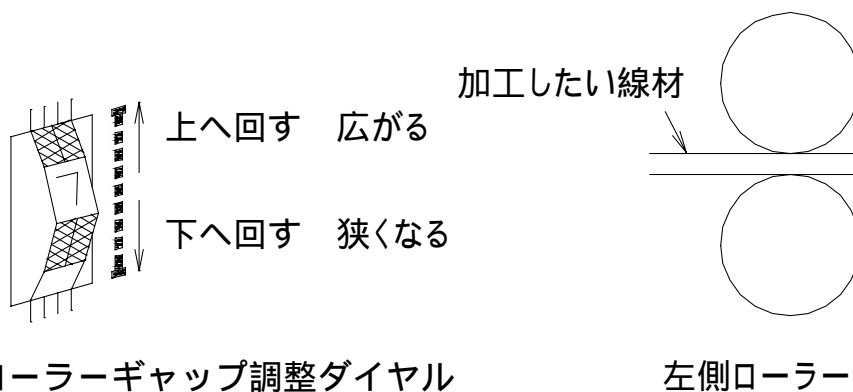 加工したい線材
上へ回す 広がる
下へ回す 狭くなる
ローラーギャップ調整ダイヤル
左側ローラー